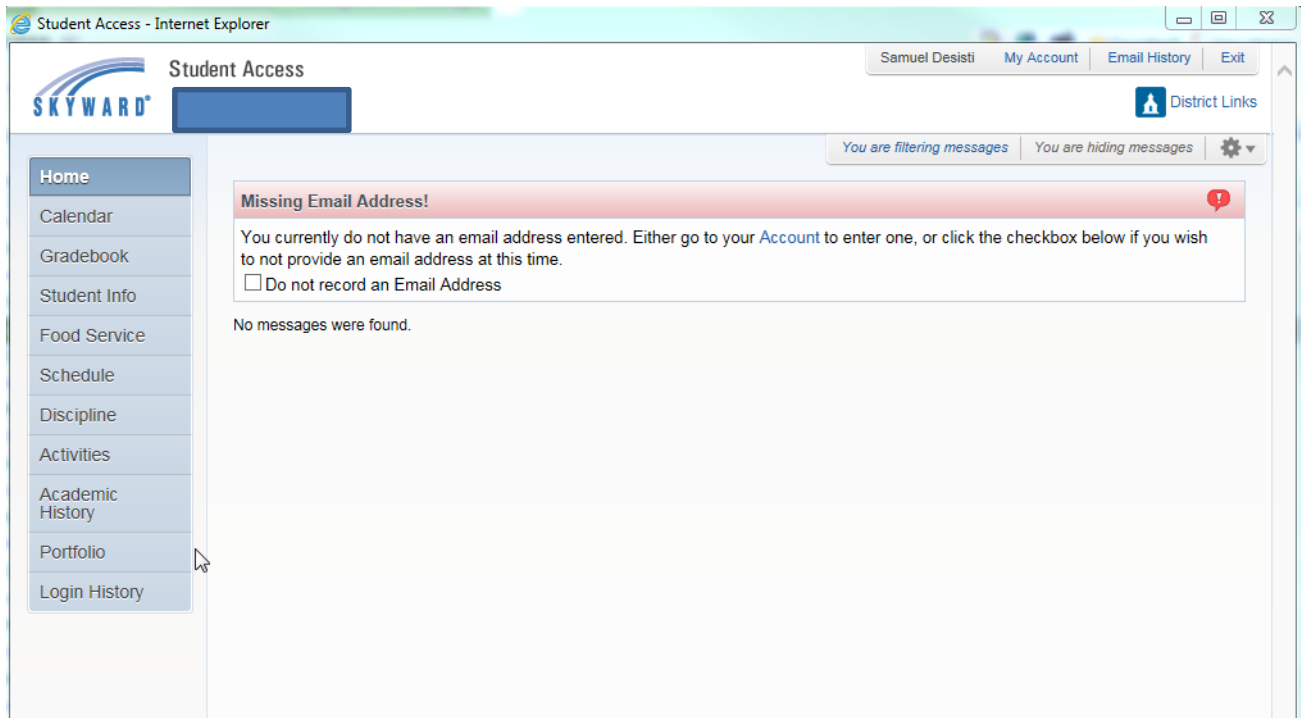 Student Access - Internet Explorer
Samuel Desisti My Account Email History Exit
SKYWARD® Student Access
District Links
You are filtering messages You are hiding messages
Home
Calendar
Gradebook
Student Info
Food Service
Schedule
Discipline
Activities
Academic
History
Portfolio
Login History
Missing Email Address!
You currently do not have an email address entered. Either go to your Account to enter one, or click the checkbox below if you wish
to not provide an email address at this time.
Do not record an Email Address
No messages were found.